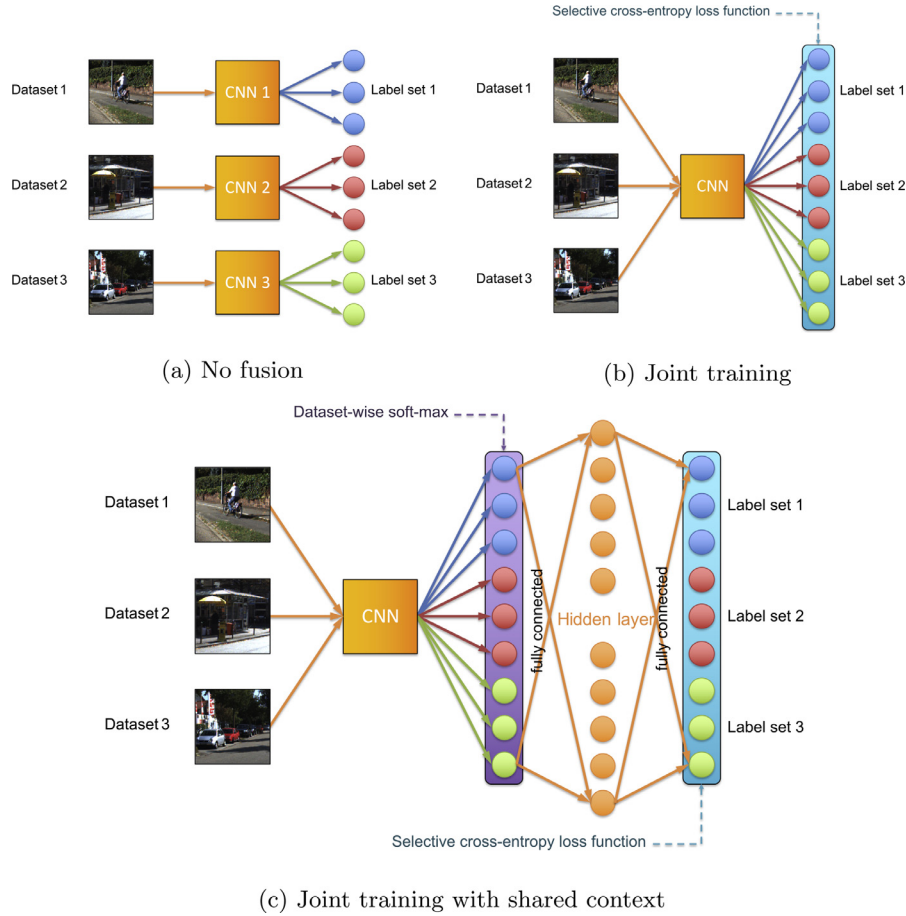 Selective cross-entropy loss function
Dataset 1
CNN 1
Label set 1
Dataset 2
CNN 2
Label set 2
Dataset 3
CNN 3
Label set 3
(a) No fusion
Dataset 1
Label set 1
Dataset 2
CNN
Label set 2
Dataset 3
Label set 3
(b) Joint training
Dataset-wise soft-max
Dataset 1
Label set 1
Dataset 2
CNN
fully connected
Hidden layer
fully connected
Label set 2
Dataset 3
Label set 3
Selective cross-entropy loss function
(c) Joint training with shared context